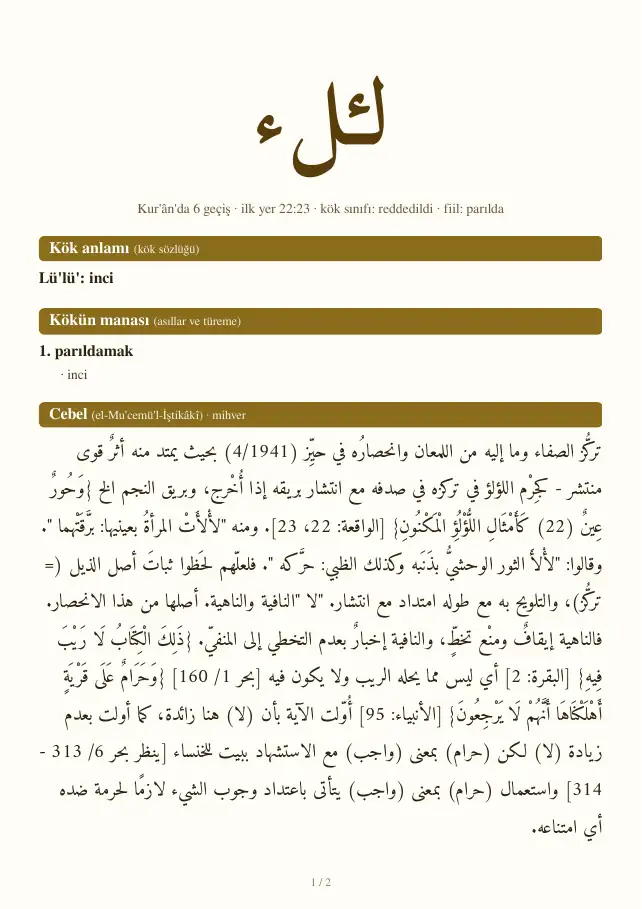 لئلء
Kur'ân'da 6 geçiş · ilk yer 22:23 · kök sınıfı: reddedildi · fiil: parılda
Kök anlamı (kök sözlüğü)
Lü'lü': inci
Kökün manası (asıllar ve türeme)
1. parıldamak
· inci
Cebel (el-Mu'cemü'l-İştikâkî) · mihver
تركُّز الصفاء وما إليه من اللمعان وانحصارُه في حيِّز (4/1941) بحيث يمتد منه أثرٌ قوى
منتشر - كجِرْم اللؤلؤ في تركزه في صدفه مع انتشار بريقه إذا أُخْرج، وبريق النجم الخ {وَحُورٌ
عِينٌ (22) كَأَمْثَالِ اللُّؤْلُؤِ الْمَكْنُونِ} [الواقعة: 22، 23]. ومنه "لألأَتْ المرأةُ بعينيها: برَّقَتْهما ".
وقالوا: "لأْلأَ الثور الوحشيُّ بذَنَبه وكذلك الظبي: حرَّكه ". فلعلّهم لحَظوا ثباتَ أصل الذيل (=
تركُّز)، والتلويح به مع طوله امتداد مع انتشار. "لا "النافية والناهية. أصلها من هذا الانحصار.
فالناهية إيقافٌ ومنْع تخطٍّ، والنافية إخبارٌ بعدم التخطي إلى المنفيّ. {ذَلِكَ الْكِتَابُ لَا رَيْبَ
فِيهِ} [البقرة: 2] أي ليس مما يحله الريب ولا يكون فيه [بحر 1/ 160] {وَحَرَامٌ عَلَى قَرْيَةٍ
أَهْلَكْنَاهَا أَنَّهُمْ لَا يَرْجِعُونَ} [الأنبياء: 95] أُوّلت الآية بأن (لا) هنا زائدة، كما أولت بعدم
زيادة (لا) لكن (حرام) بمعنى (واجب) مع الاستشهاد ببيت للخنساء [ينظر بحر 6/ 313 -
314] واستعمال (حرام) بمعنى (واجب) يتأتى باعتداد وجوب الشيء لازمًا لحرمة ضده
أي امتناعه.
1 / 2